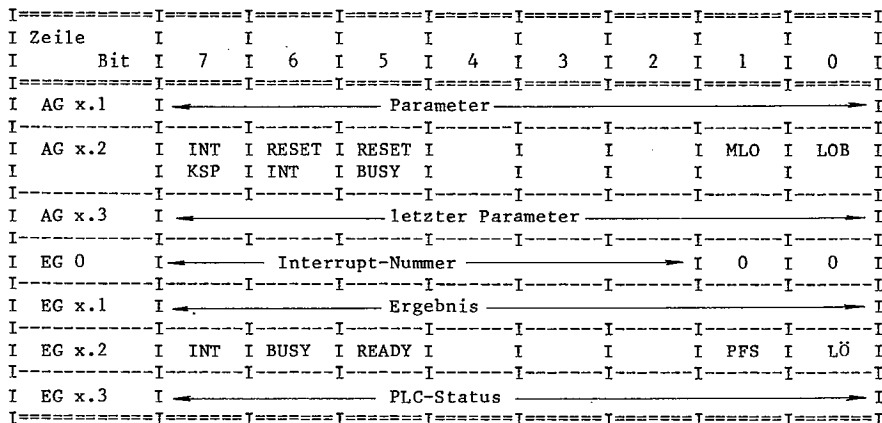 I==============I=======I=======I=======I=======I=======I=======I=======I=======I
I Zeile I I I I I I I I I
I Bit I 7 I 6 I 5 I 4 I 3 I 2 I 1 I 0 I
I==============I=======I=======I=======I=======I=======I=======I=======I=======I
I AG x.1 I Parameter I
I--------------I-------I-------I-------I-------I-------I-------I-------I-------I
I AG x.2 I INT I RESET I RESET I I I I MLO I LOB I
I I KSP I INT I BUSY I I I I I I
I--------------I-------I-------I-------I-------I-------I-------I-------I-------I
I AG x.3 I letzter Parameter I
I--------------I-------I-------I-------I-------I-------I-------I-------I-------I
I EG 0 I Interrupt-Nummer I 0 I 0 I
I--------------I-------I-------I-------I-------I-------I-------I-------I-------I
I EG x.1 I Ergebnis I
I--------------I-------I-------I-------I-------I-------I-------I-------I-------I
I EG x.2 I INT I BUSY I READY I I I I PFS I LÖ I
I--------------I-------I-------I-------I-------I-------I-------I-------I-------I
I EG x.3 I PLC-Status I
I==============I=======I=======I=======I=======I=======I=======I=======I=======I